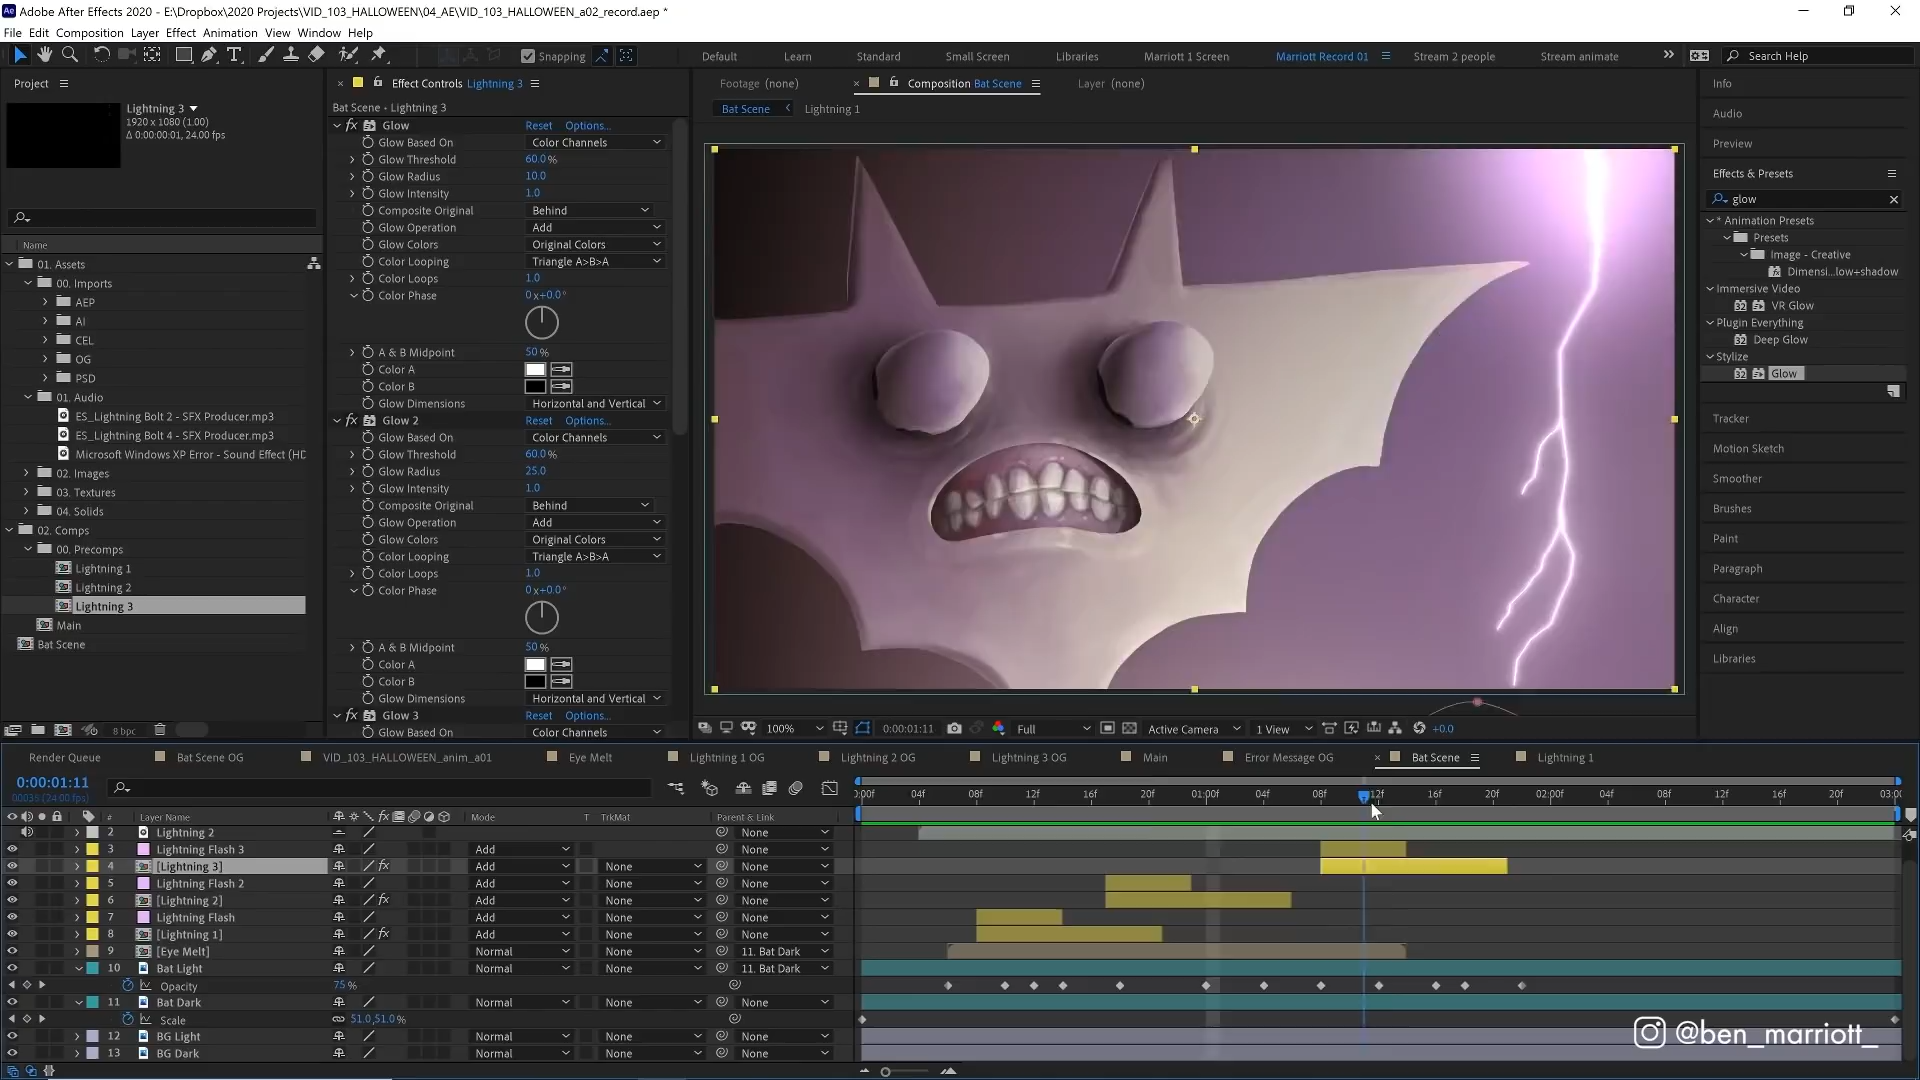 Adobe After Effects 2020 - E:\Dropbox\2020 Projects\VID_103_HALLOWEEN\04_AE\VID_103_HALLOWEEN_a02_record.aep *
File Edit Composition Layer Effect Animation View Window Help
Snapping Default Learn Standard Small Screen Libraries Marriott 1 Screen Marriott Record 01 Stream 2 people Stream animate Search Help
Project
Lightning 3
1920 x 1080 (1.00)
Δ 0:00:00:01, 24.00 fps
Name
01. Assets
00. Imports
AEP
AI
CEL
OG
PSD
01. Audio
ES_Lightning Bolt 2 - SFX Producer.mp3
ES_Lightning Bolt 4 - SFX Producer.mp3
Microsoft Windows XP Error - Sound Effect (HD
02. Images
03. Textures
04. Solids
02. Comps
00. Precomps
Lightning 1
Lightning 2
Lightning 3
Main
Bat Scene
8 bpc
Effect Controls Lightning 3
Bat Scene • Lightning 3
fx Glow Reset Options...
Glow Based On Color Channels
Glow Threshold 60.0 %
Glow Radius 10.0
Glow Intensity 1.0
Composite Original Behind
Glow Operation Add
Glow Colors Original Colors
Color Looping Triangle A>B>A
Color Loops 1.0
Color Phase 0 x+0.0°
A & B Midpoint 50 %
Color A
Color B
Glow Dimensions Horizontal and Vertical
fx Glow 2 Reset Options...
Glow Based On Color Channels
Glow Threshold 60.0 %
Glow Radius 25.0
Glow Intensity 1.0
Composite Original Behind
Glow Operation Add
Glow Colors Original Colors
Color Looping Triangle A>B>A
Color Loops 1.0
Color Phase 0 x+0.0°
A & B Midpoint 50 %
Color A
Color B
Glow Dimensions Horizontal and Vertical
fx Glow 3 Reset Options...
Glow Based On Color Channels
Footage (none) Composition Bat Scene Layer (none)
Bat Scene Lightning 1
100% 0:00:01:11 Full Active Camera 1 View +0.0
Info
Audio
Preview
Effects & Presets
glow
* Animation Presets
Presets
Image - Creative
Dimensi...low+shadow
Immersive Video
VR Glow
Plugin Everything
Deep Glow
Stylize
Glow
Tracker
Motion Sketch
Smoother
Brushes
Paint
Paragraph
Character
Align
Libraries
Render Queue Bat Scene OG VID_103_HALLOWEEN_anim_a01 Eye Melt Lightning 1 OG Lightning 2 OG Lightning 3 OG Main Error Message OG Bat Scene Lightning 1
0:00:01:11
00035 (24.00 fps)
0:00f 04f 08f 12f 16f 20f 01:00f 04f 08f 12f 16f 20f 02:00f 04f 08f 12f 16f 20f 03:00
# Layer Name Mode T TrkMat Parent & Link
2 Lightning 2 None
3 Lightning Flash 3 Add None
4 [Lightning 3] fx Add None None
5 Lightning Flash 2 Add None None
6 [Lightning 2] fx Add None None
7 Lightning Flash Add None None
8 [Lightning 1] fx Add None None
9 [Eye Melt] Normal None 11. Bat Dark
10 Bat Light Normal None 11. Bat Dark
Opacity 75 %
11 Bat Dark Normal None None
Scale 51.0,51.0 %
12 BG Light Normal None None
13 BG Dark Normal None None
@ben_marriott_